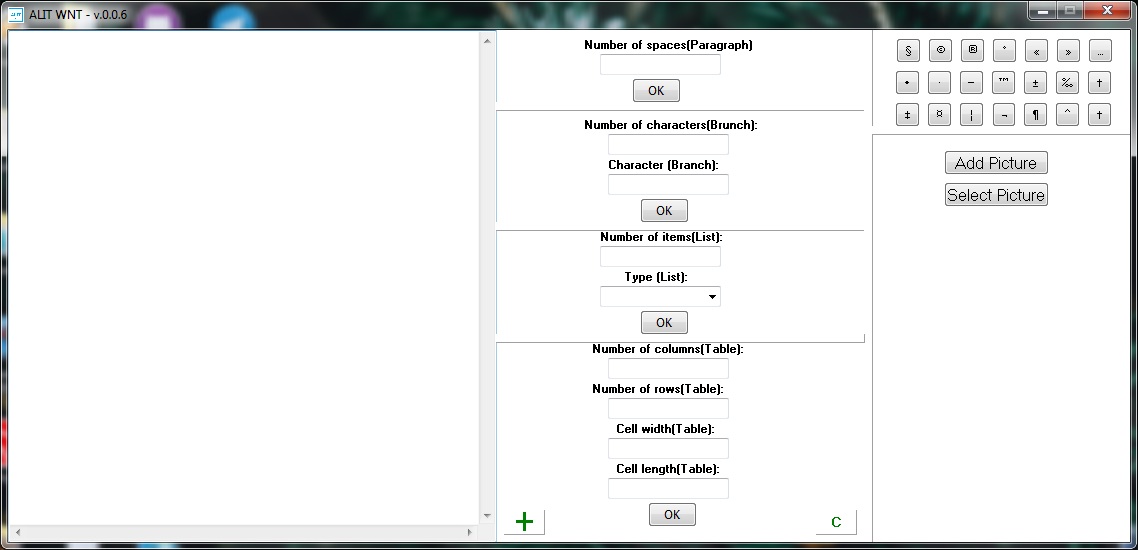 ALIT WNT - v.0.0.6
Number of spaces(Paragraph)
OK
Number of characters(Brunch):
Character (Branch):
OK
Number of items(List):
Type (List):
OK
Number of columns(Table):
Number of rows(Table):
Cell width(Table):
Cell length(Table):
OK
+
C
§ © ® ° « » …
• · – ™ ± ‰ †
‡ ¤ ¦ ¬ ¶ ^ †
Add Picture
Select Picture